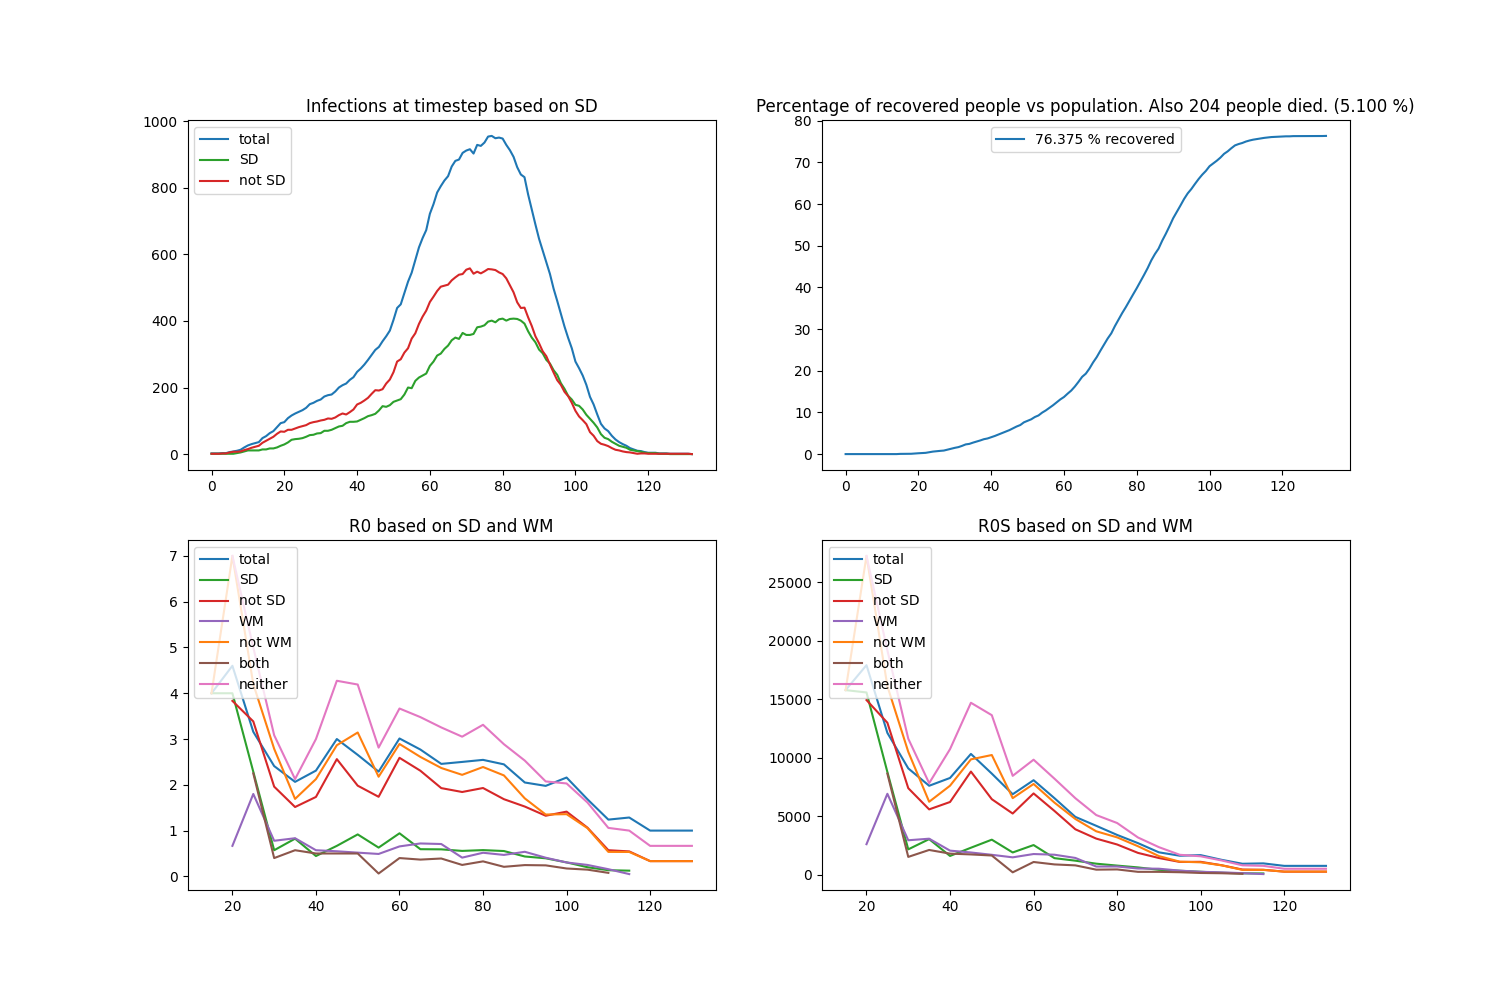 Infections at timestep based on SD
1000
800
600
400
200
0
total
SD
not SD
0 20 40 60 80 100 120
Percentage of recovered people vs population. Also 204 people died. (5.100 %)
80
70
60
50
40
30
20
10
0
76.375 % recovered
0 20 40 60 80 100 120
R0 based on SD and WM
7
6
5
4
3
2
1
0
total
SD
not SD
WM
not WM
both
neither
20 40 60 80 100 120
R0S based on SD and WM
25000
20000
15000
10000
5000
0
total
SD
not SD
WM
not WM
both
neither
20 40 60 80 100 120